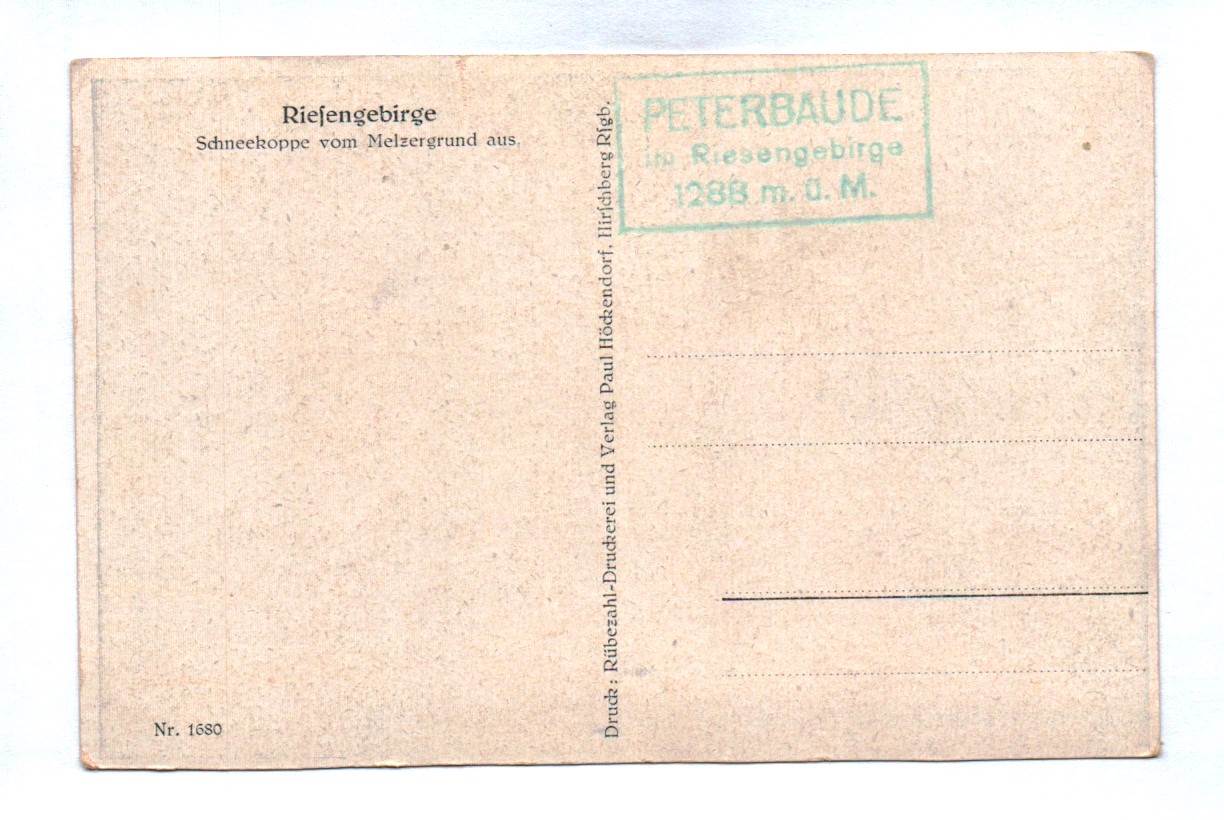 Rieſengebirge
Schneekoppe vom Melzergrund aus.
Nr. 1680
Druck: Rübezahl-Druckerei und Verlag Paul Höckendorf, Hirſchberg Rſgb.
PETERBAUDE
im Riesengebirge
1288 m. ü. M.